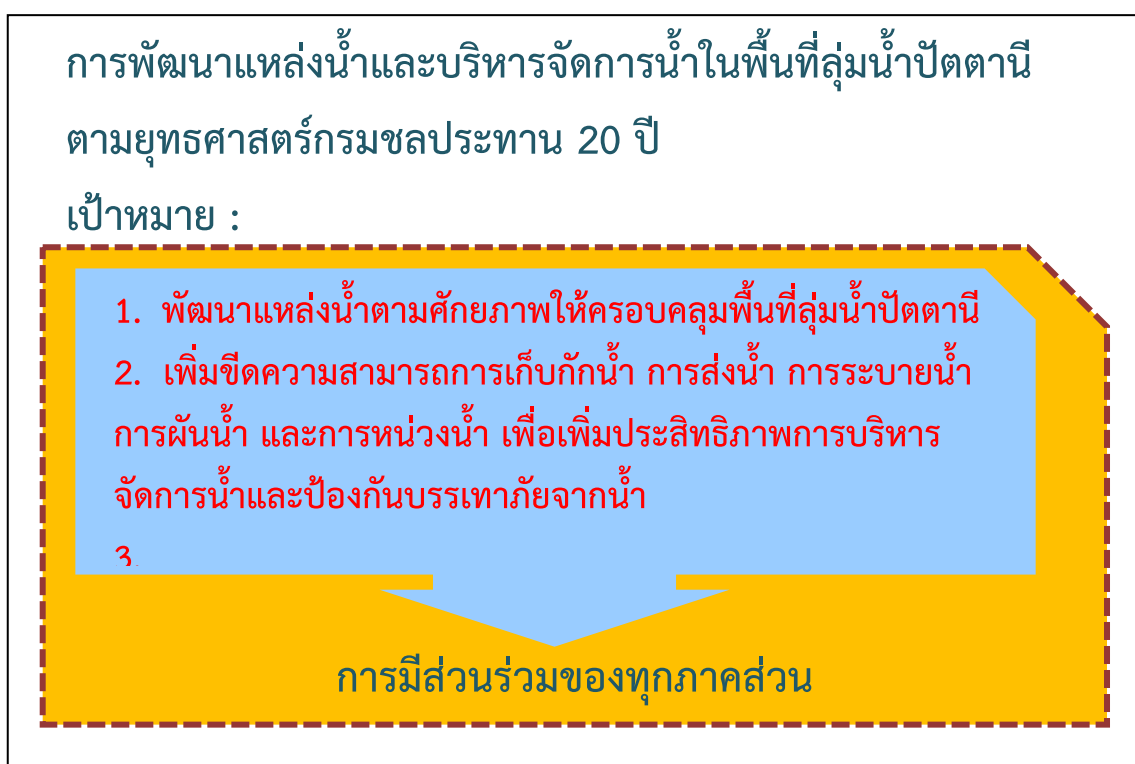 การพัฒนาแหล่งน้ำและบริหารจัดการน้ำในพื้นที่ลุ่มน้ำปัตตานี
ตามยุทธศาสตร์กรมชลประทาน 20 ปี
เป้าหมาย :
1. พัฒนาแหล่งน้ำตามศักยภาพให้ครอบคลุมพื้นที่ลุ่มน้ำปัตตานี
2. เพิ่มขีดความสามารถการเก็บกักน้ำ การส่งน้ำ การระบายน้ำ
การผันน้ำ และการหน่วงน้ำ เพื่อเพิ่มประสิทธิภาพการบริหาร
จัดการน้ำและป้องกันบรรเทาภัยจากน้ำ
3.
การมีส่วนร่วมของทุกภาคส่วน